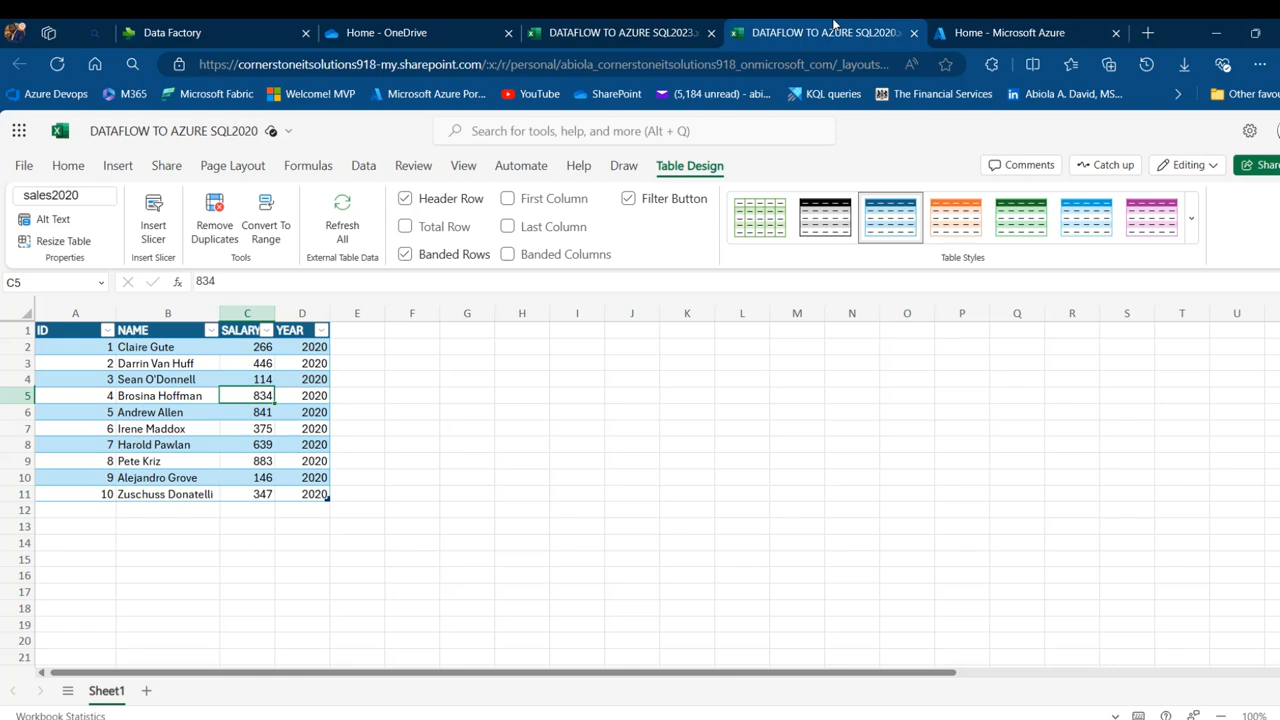 Data Factory
Home - OneDrive
DATAFLOW TO AZURE SQL2023.
DATAFLOW TO AZURE SQL2020.
Home - Microsoft Azure
https://cornerstoneitsolutions918-my.sharepoint.com/:x:/r/personal/abiola_cornerstoneitsolutions918_onmicrosoft_com/_layouts...
Azure Devops
M365
Microsoft Fabric
Welcome! MVP
Microsoft Azure Por...
YouTube
SharePoint
(5,184 unread) - abi...
KQL queries
The Financial Services
Abiola A. David, MS...
Other favou
DATAFLOW TO AZURE SQL2020
Search for tools, help, and more (Alt + Q)
File Home Insert Share Page Layout Formulas Data Review View Automate Help Draw Table Design
Comments Catch up Editing Share
sales2020
Alt Text
Resize Table
Properties
Insert Slicer
Insert Slicer
Remove Duplicates
Convert To Range
Tools
Refresh All
External Table Data
Header Row First Column Filter Button
Total Row Last Column
Banded Rows Banded Columns
Table Styles
C5 fx 834
A B C D E F G H I J K L M N O P Q R S T U
1 ID NAME SALARY YEAR
2 1 Claire Gute 266 2020
3 2 Darrin Van Huff 446 2020
4 3 Sean O'Donnell 114 2020
5 4 Brosina Hoffman 834 2020
6 5 Andrew Allen 841 2020
7 6 Irene Maddox 375 2020
8 7 Harold Pawlan 639 2020
9 8 Pete Kriz 883 2020
10 9 Alejandro Grove 146 2020
11 10 Zuschuss Donatelli 347 2020
12
13
14
15
16
17
18
19
20
21
Sheet1
Workbook Statistics
100%